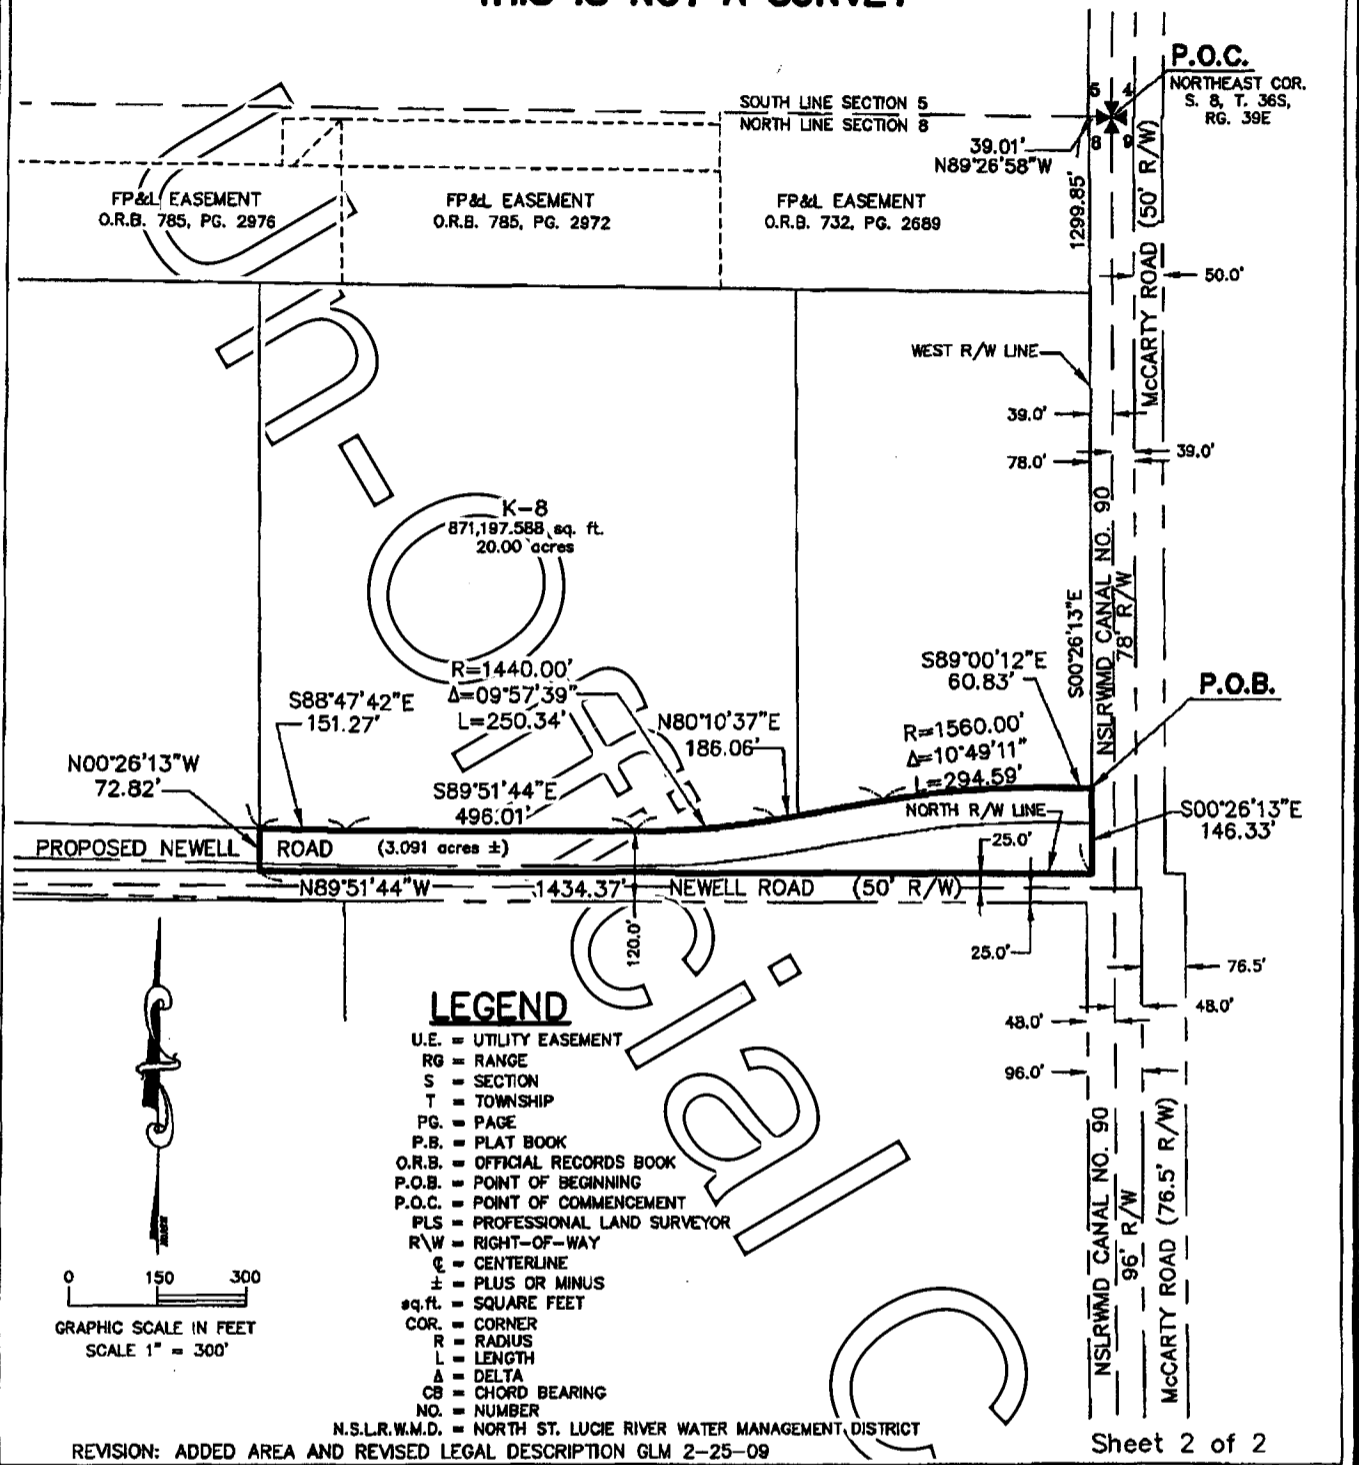 THIS IS NOT A SURVEY
P.O.C.
NORTHEAST COR.
S. 8, T. 36S,
RG. 39E
5 4
8 9
SOUTH LINE SECTION 5
NORTH LINE SECTION 8
39.01'
N89°26'58"W
1299.85'
McCARTY ROAD (50' R/W)
FP&L EASEMENT
O.R.B. 785, PG. 2976
FP&L EASEMENT
O.R.B. 785, PG. 2972
FP&L EASEMENT
O.R.B. 732, PG. 2689
50.0'
WEST R/W LINE
39.0'
39.0'
78.0'
K-8
871,197.588 sq. ft.
20.00 acres
NSLRWMD CANAL NO. 90
78' R/W
S00°26'13"E
R=1440.00'
Δ=09°57'39"
L=250.34'
S89°00'12"E
60.83'
P.O.B.
S88°47'42"E
151.27'
N80°10'37"E
186.06'
R=1560.00'
Δ=10°49'11"
L=294.59'
N00°26'13"W
72.82'
S89°51'44"E
496.01'
NORTH R/W LINE
S00°26'13"E
146.33'
PROPOSED NEWELL ROAD (3.091 acres ±)
25.0'
N89°51'44"W 1434.37' NEWELL ROAD (50' R/W)
120.0'
25.0'
76.5'
48.0'
48.0'
96.0'
NSLRWMD CANAL NO. 90
96' R/W
McCARTY ROAD (76.5' R/W)
LEGEND
U.E. = UTILITY EASEMENT
RG = RANGE
S = SECTION
T = TOWNSHIP
PG. = PAGE
P.B. = PLAT BOOK
O.R.B. = OFFICIAL RECORDS BOOK
P.O.B. = POINT OF BEGINNING
P.O.C. = POINT OF COMMENCEMENT
PLS = PROFESSIONAL LAND SURVEYOR
R\W = RIGHT-OF-WAY
℄ = CENTERLINE
± = PLUS OR MINUS
sq.ft. = SQUARE FEET
COR. = CORNER
R = RADIUS
L = LENGTH
Δ = DELTA
CB = CHORD BEARING
NO. = NUMBER
N.S.L.R.W.M.D. = NORTH ST. LUCIE RIVER WATER MANAGEMENT DISTRICT
0 150 300
GRAPHIC SCALE IN FEET
SCALE 1" = 300'
REVISION: ADDED AREA AND REVISED LEGAL DESCRIPTION GLM 2-25-09
Sheet 2 of 2
Un-Official C